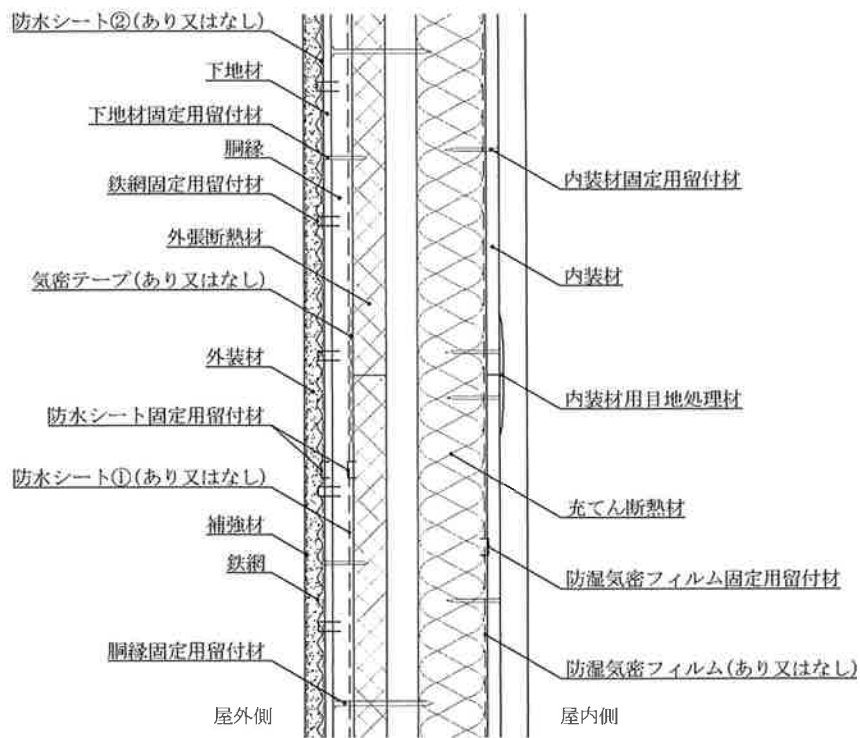 防水シート②(あり又はなし)
下地材
下地材固定用留付材
胴縁
鉄網固定用留付材
外張断熱材
気密テープ(あり又はなし)
外装材
防水シート固定用留付材
防水シート①(あり又はなし)
補強材
鉄網
胴縁固定用留付材
屋外側
内装材固定用留付材
内装材
内装材用目地処理材
充てん断熱材
防湿気密フィルム固定用留付材
防湿気密フィルム(あり又はなし)
屋内側